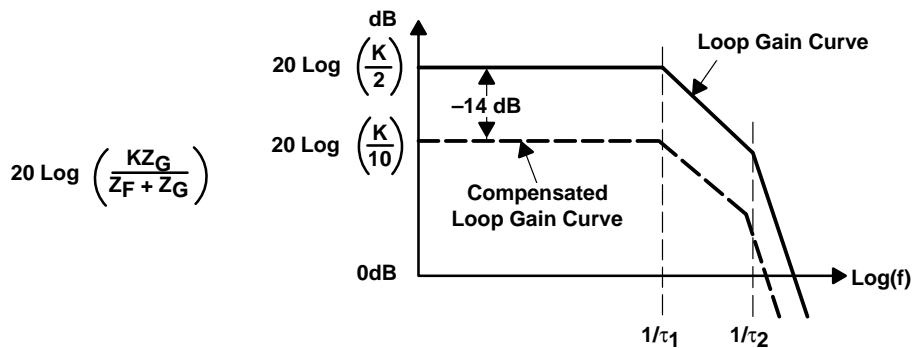 dB
Loop Gain Curve
20 Log (K/2)
–14 dB
20 Log (K/10)
20 Log (KZG/ZF + ZG)
Compensated
Loop Gain Curve
0dB
Log(f)
1/τ1
1/τ2